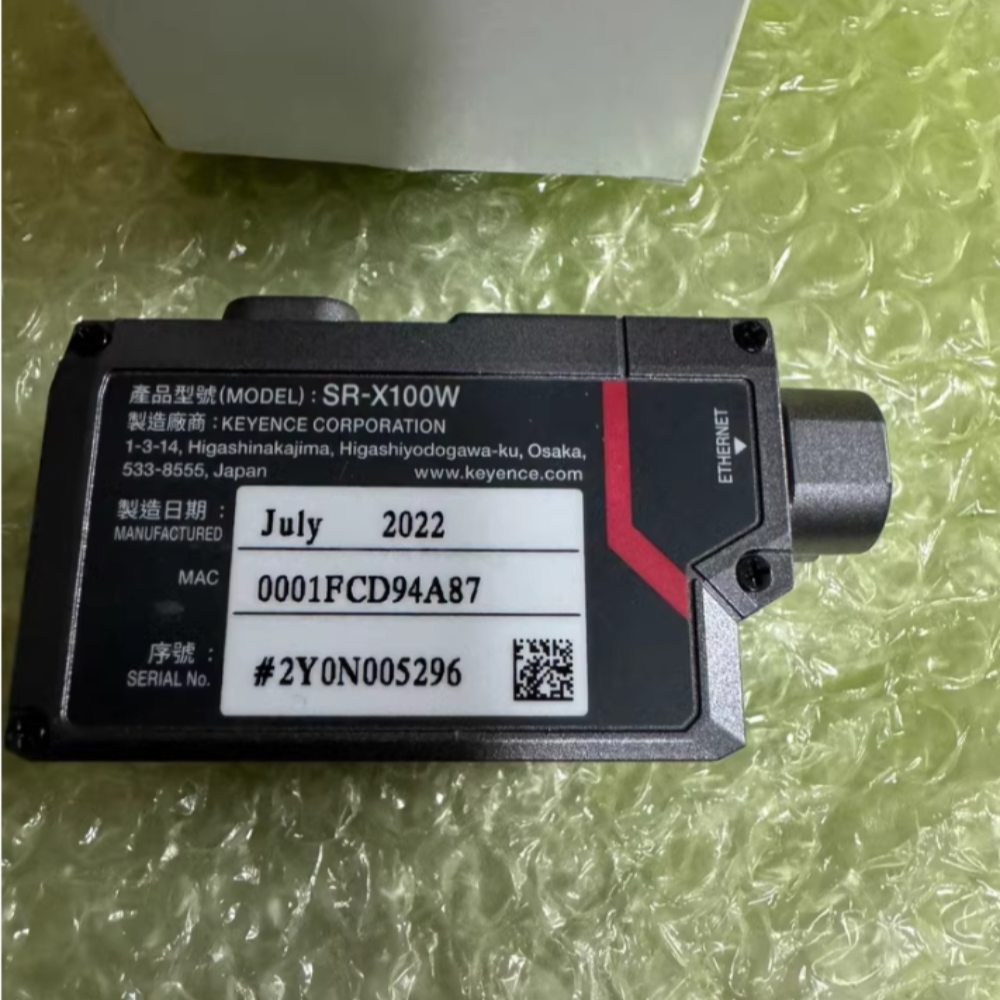 產品型號(MODEL) : SR-X100W
製造廠商 : KEYENCE CORPORATION
1-3-14, Higashinakajima, Higashiyodogawa-ku, Osaka,
533-8555, Japan www.keyence.com
製造日期 : July 2022
MANUFACTURED
MAC 0001FCD94A87
序號 : #2Y0N005296
SERIAL No.
ETHERNET